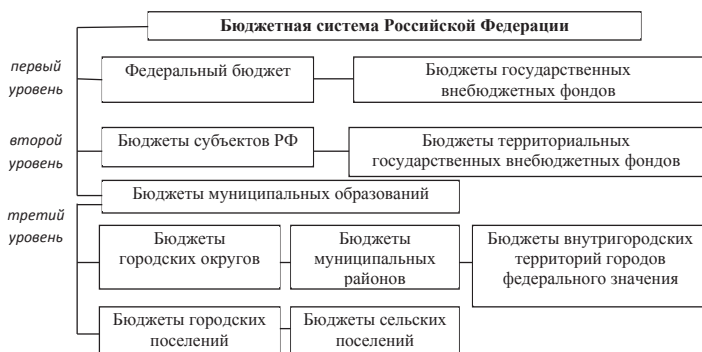 Бюджетная система Российской Федерации
первый
уровень
Федеральный бюджет
Бюджеты государственных
внебюджетных фондов
второй
уровень
Бюджеты субъектов РФ
Бюджеты территориальных
государственных внебюджетных фондов
третий
уровень
Бюджеты муниципальных образований
Бюджеты
городских округов
Бюджеты
муниципальных
районов
Бюджеты внутригородских
территорий городов
федерального значения
Бюджеты городских
поселений
Бюджеты сельских
поселений